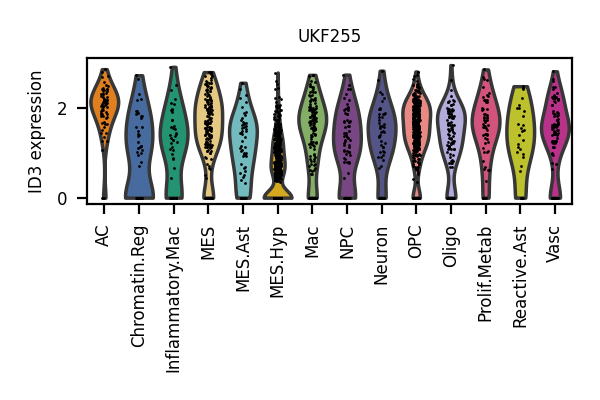 UKF255
ID3 expression
2
0
AC
Chromatin.Reg
Inflammatory.Mac
MES
MES.Ast
MES.Hyp
Mac
NPC
Neuron
OPC
Oligo
Prolif.Metab
Reactive.Ast
Vasc